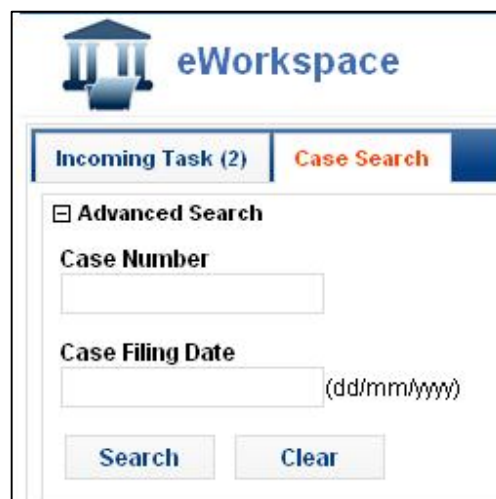 eWorkspace
Incoming Task (2) Case Search
Advanced Search
Case Number
Case Filing Date
(dd/mm/yyyy)
Search Clear